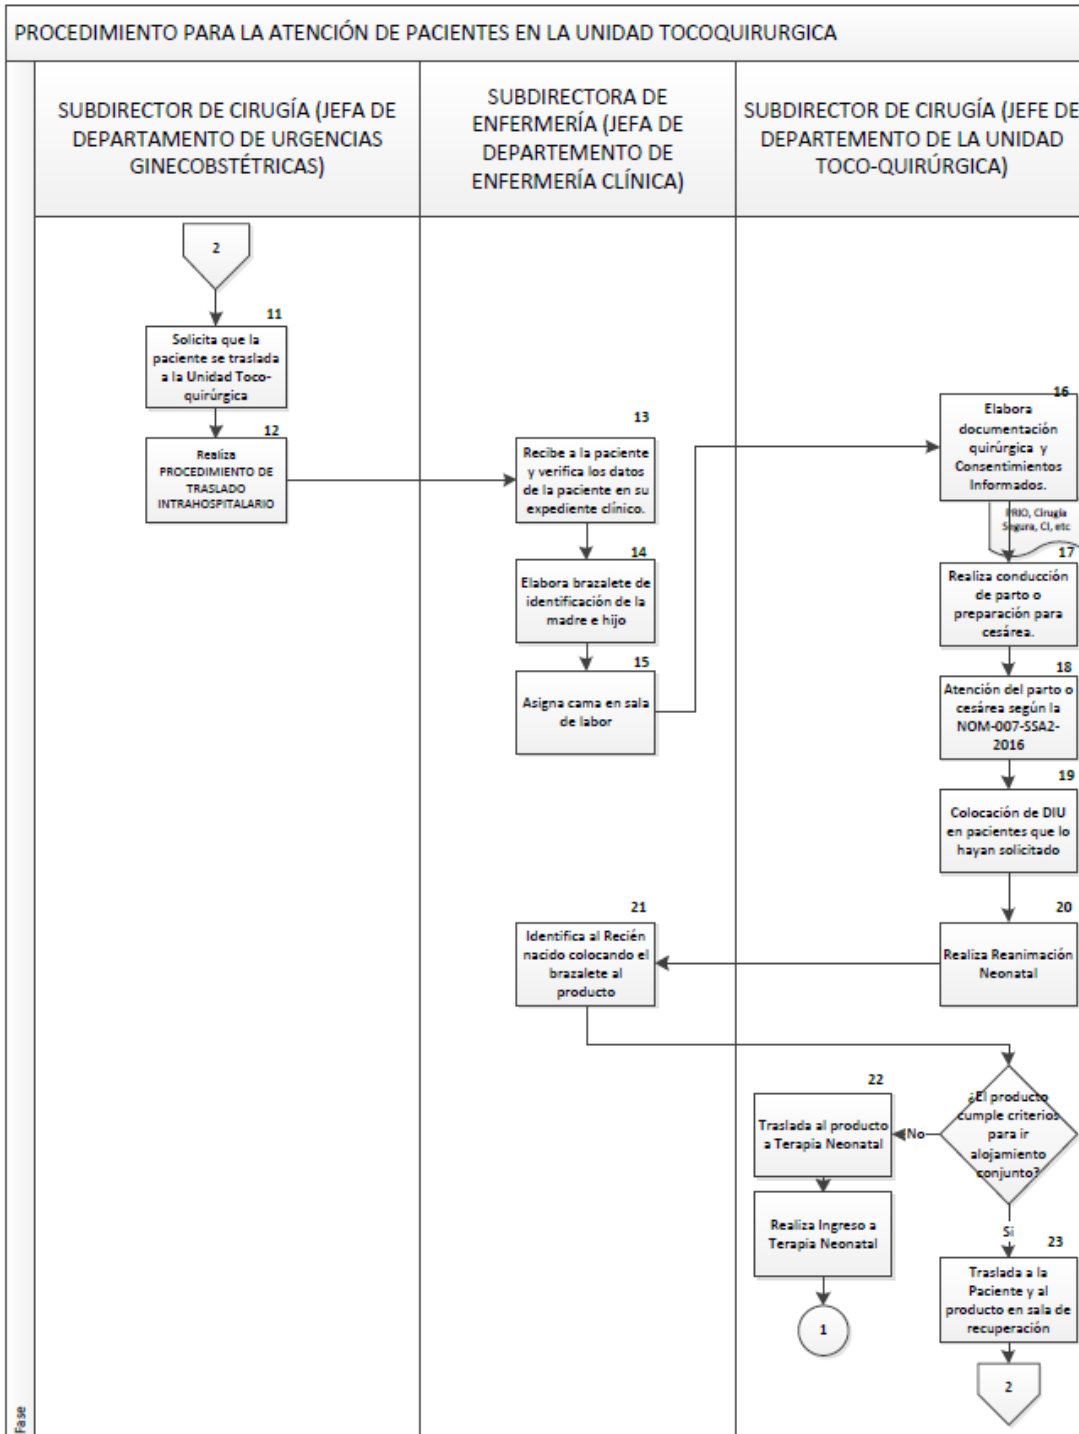 PROCEDIMIENTO PARA LA ATENCIÓN DE PACIENTES EN LA UNIDAD TOCOQUIRURGICA
SUBDIRECTOR DE CIRUGÍA (JEFA DE
DEPARTAMENTO DE URGENCIAS
GINECOBSTÉTRICAS)
SUBDIRECTORA DE
ENFERMERÍA (JEFA DE
DEPARTEMENTO DE
ENFERMERÍA CLÍNICA)
SUBDIRECTOR DE CIRUGÍA (JEFE DE
DEPARTEMENTO DE LA UNIDAD
TOCO-QUIRÚRGICA)
2
11
Solicita que la
paciente se traslada
a la Unidad Toco-
quirúrgica
12
Realiza
PROCEDIMIENTO DE
TRASLADO
INTRAHOSPITALARIO
13
Recibe a la paciente
y verifica los datos
de la paciente en su
expediente clínico.
14
Elabora brazalete de
identificación de la
madre e hijo
15
Asigna cama en sala
de labor
16
Elabora
documentación
quirúrgica y
Consentimientos
Informados.
PRIO, Cirugía
Segura, CI, etc
17
Realiza conducción
de parto o
preparación para
cesárea.
18
Atención del parto o
cesárea según la
NOM-007-SSA2-
2016
19
Colocación de DIU
en pacientes que lo
hayan solicitado
20
Realiza Reanimación
Neonatal
21
Identifica al Recién
nacido colocando el
brazalete al
producto
¿El producto
cumple criterios
para ir
alojamiento
conjunto?
No
22
Traslada al producto
a Terapia Neonatal
Realiza Ingreso a
Terapia Neonatal
1
Si
23
Traslada a la
Paciente y al
producto en sala de
recuperación
2
Fase